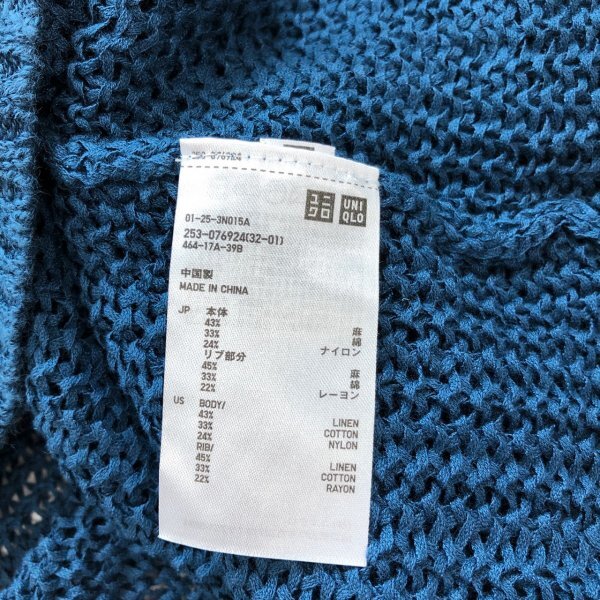 ユニクロ
UNIQLO
01-25-3N015A
253-076924(32-01)
464-17A-39B
中国製
MADE IN CHINA
JP 本体
43% 麻
33% 綿
24% ナイロン
リブ部分
45% 麻
33% 綿
22% レーヨン
US BODY/
43% LINEN
33% COTTON
24% NYLON
RIB/
45% LINEN
33% COTTON
22% RAYON